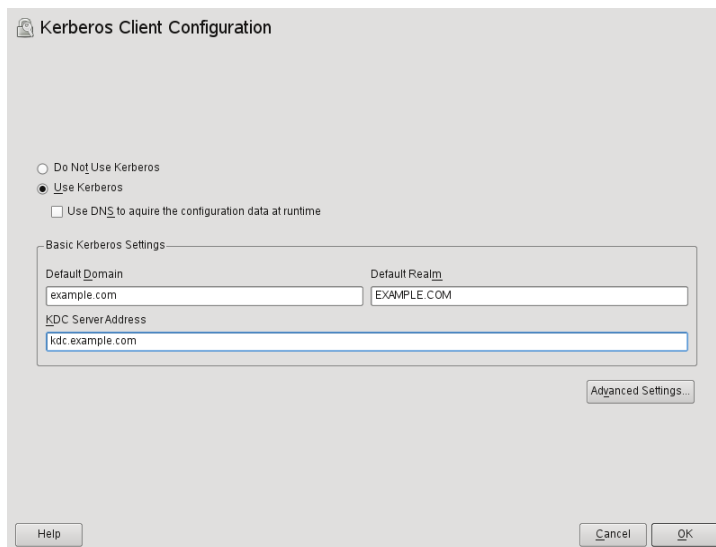 Kerberos Client Configuration
Do Not Use Kerberos
Use Kerberos
Use DNS to aquire the configuration data at runtime
Basic Kerberos Settings
Default Domain
Default Realm
example.com
EXAMPLE.COM
KDC Server Address
kdc.example.com
Advanced Settings...
Help
Cancel
OK